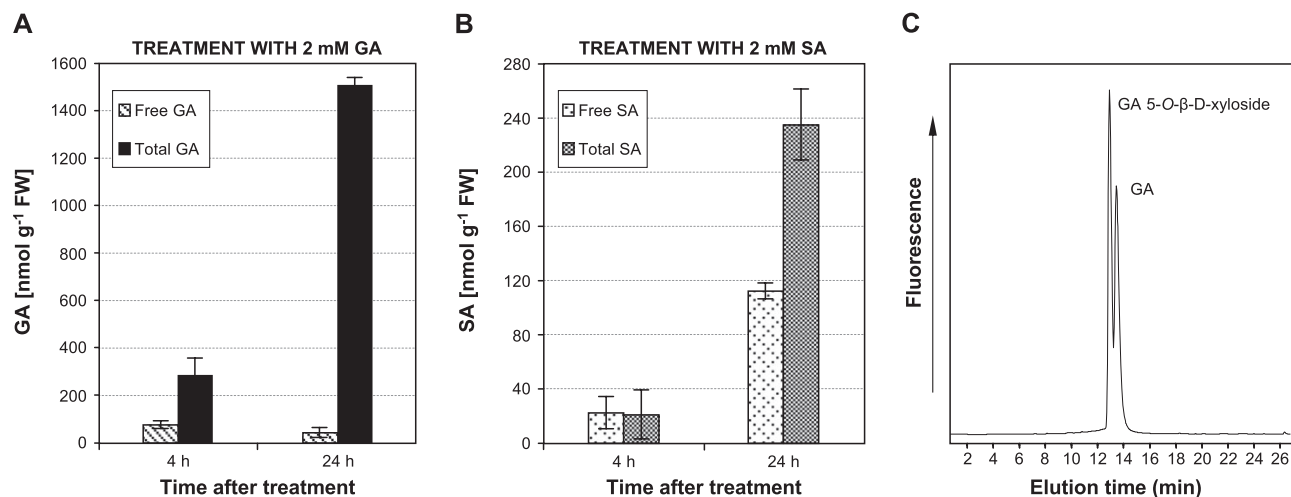 A
TREATMENT WITH 2 mM GA
1600
1400
1200
1000
800
600
400
200
0
GA [nmol g⁻¹ FW]
Free GA
Total GA
4 h
24 h
Time after treatment
B
TREATMENT WITH 2 mM SA
280
240
200
160
120
80
40
0
SA [nmol g⁻¹ FW]
Free SA
Total SA
4 h
24 h
Time after treatment
C
Fluorescence
GA 5-O-β-D-xyloside
GA
2 4 6 8 10 12 13 14 16 18 20 22 24 26
Elution time (min)